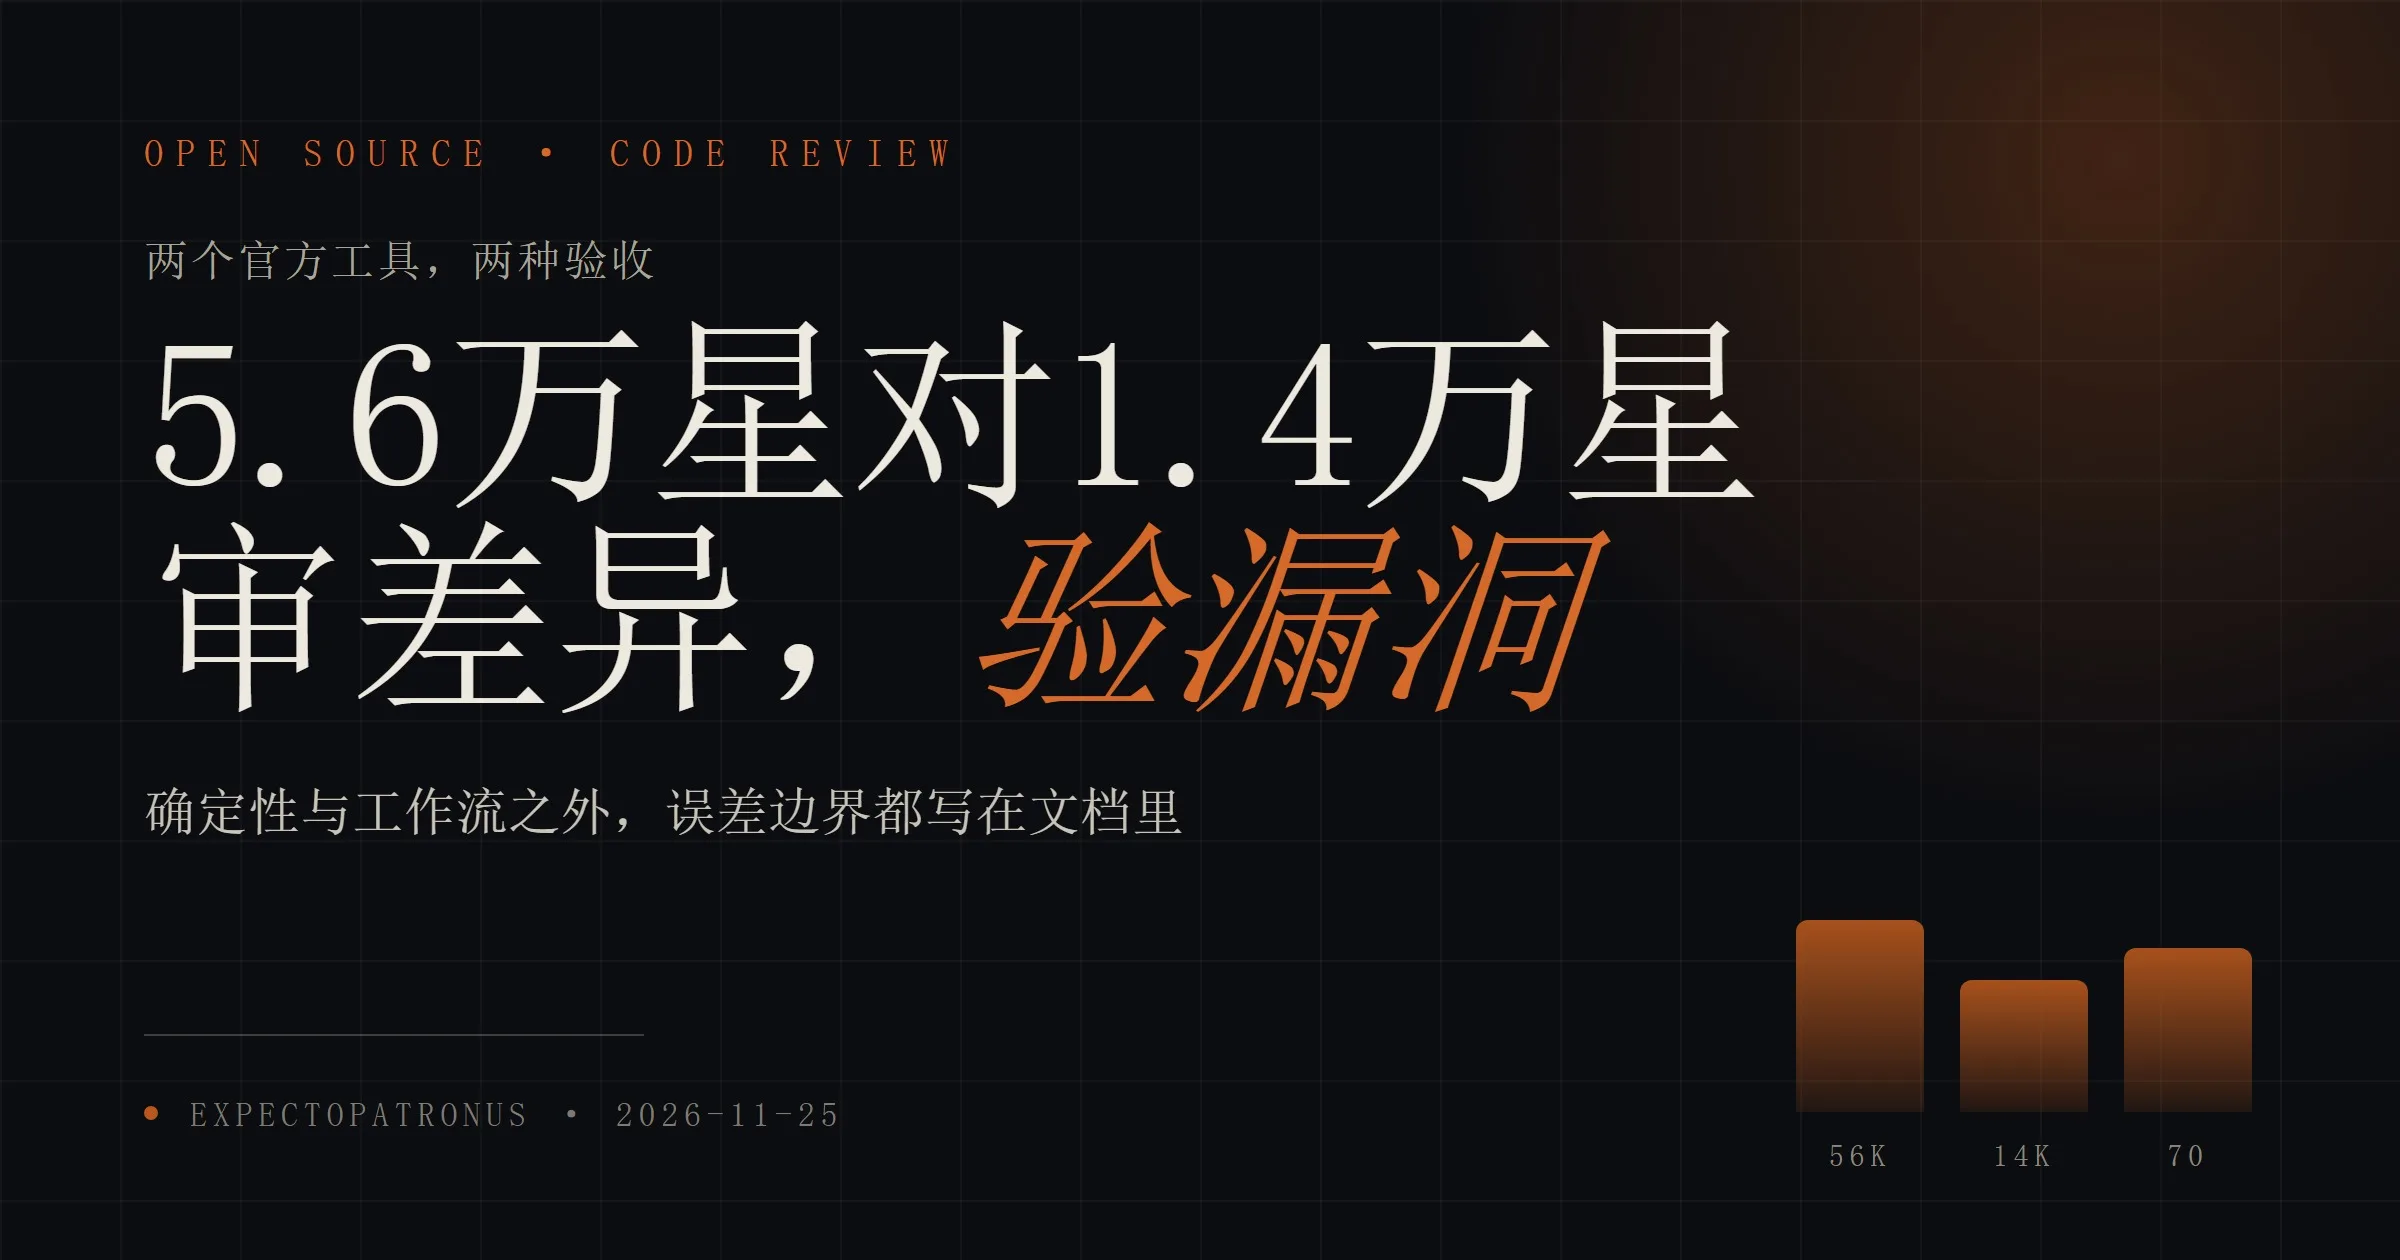 OPEN SOURCE • CODE REVIEW
两个官方工具，两种验收
5.6万星对1.4万星
审差异，验漏洞
确定性与工作流之外，误差边界都写在文档里
EXPECTOPATRONUS • 2026-11-25
56K 14K 70